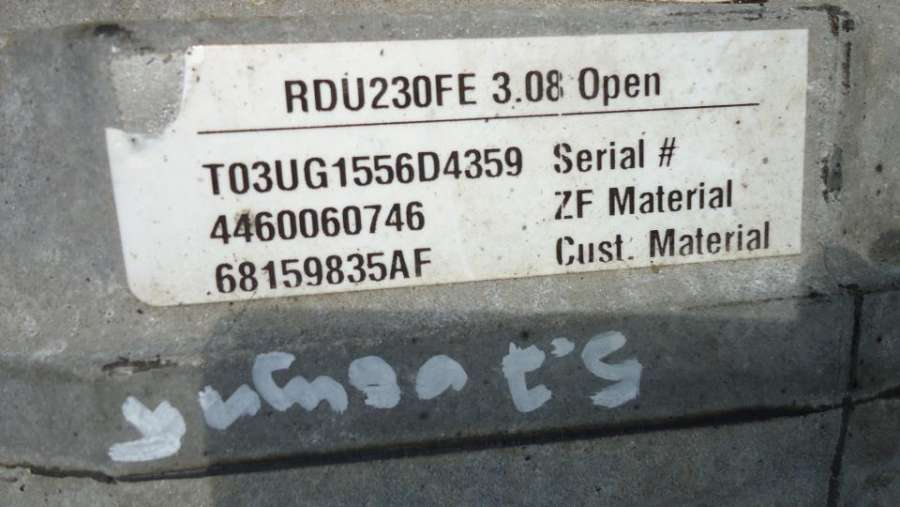 RDU230FE 3.08 Open
T03UG1556D4359 Serial #
4460060746 ZF Material
68159835AF Cust. Material